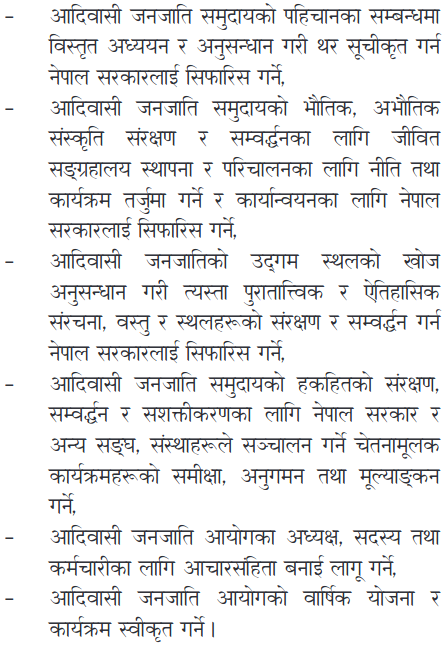 – आदिवासी जनजाति समुदायको पहिचानका सम्बन्धमा
विस्तृत अध्ययन र अनुसन्धान गरी थर सूचीकृत गर्न
नेपाल सरकारलाई सिफारिस गर्ने,
– आदिवासी जनजाति समुदायको भौतिक, अभौतिक
संस्कृति संरक्षण र सम्वर्द्धनका लागि जीवित
सङ्ग्रहालय स्थापना र परिचालनका लागि नीति तथा
कार्यक्रम तर्जुमा गर्ने र कार्यान्वयनका लागि नेपाल
सरकारलाई सिफारिस गर्ने,
– आदिवासी जनजातिको उद्‌गम स्थलको खोज
अनुसन्धान गरी त्यस्ता पुरातात्त्विक र ऐतिहासिक
संरचना, वस्तु र स्थलहरूको संरक्षण र सम्वर्द्धन गर्न
नेपाल सरकारलाई सिफारिस गर्ने,
– आदिवासी जनजाति समुदायको हकहितको संरक्षण,
सम्वर्द्धन र सशक्तीकरणका लागि नेपाल सरकार र
अन्य सङ्घ, संस्थाहरूले सञ्चालन गर्ने चेतनामूलक
कार्यक्रमहरूको समीक्षा, अनुगमन तथा मूल्याङ्कन
गर्ने,
– आदिवासी जनजाति आयोगका अध्यक्ष, सदस्य तथा
कर्मचारीका लागि आचारसंहिता बनाई लागू गर्ने,
– आदिवासी जनजाति आयोगको वार्षिक योजना र
कार्यक्रम स्वीकृत गर्ने।